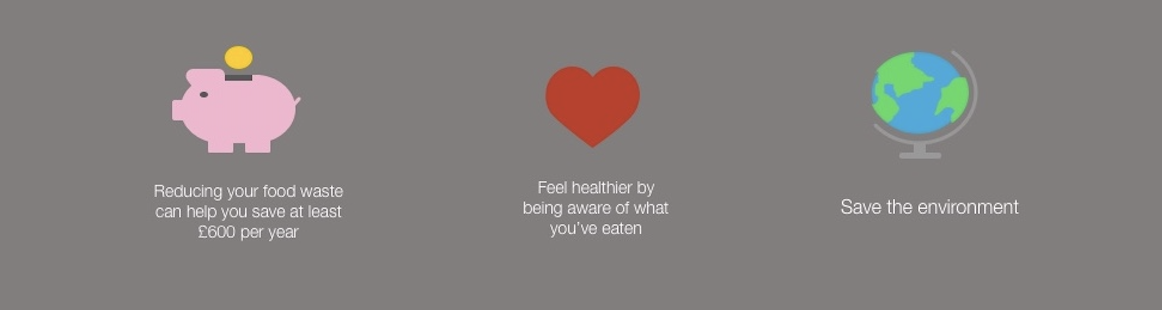 Reducing your food waste
can help you save at least
£600 per year
Feel healthier by
being aware of what
you've eaten
Save the environment